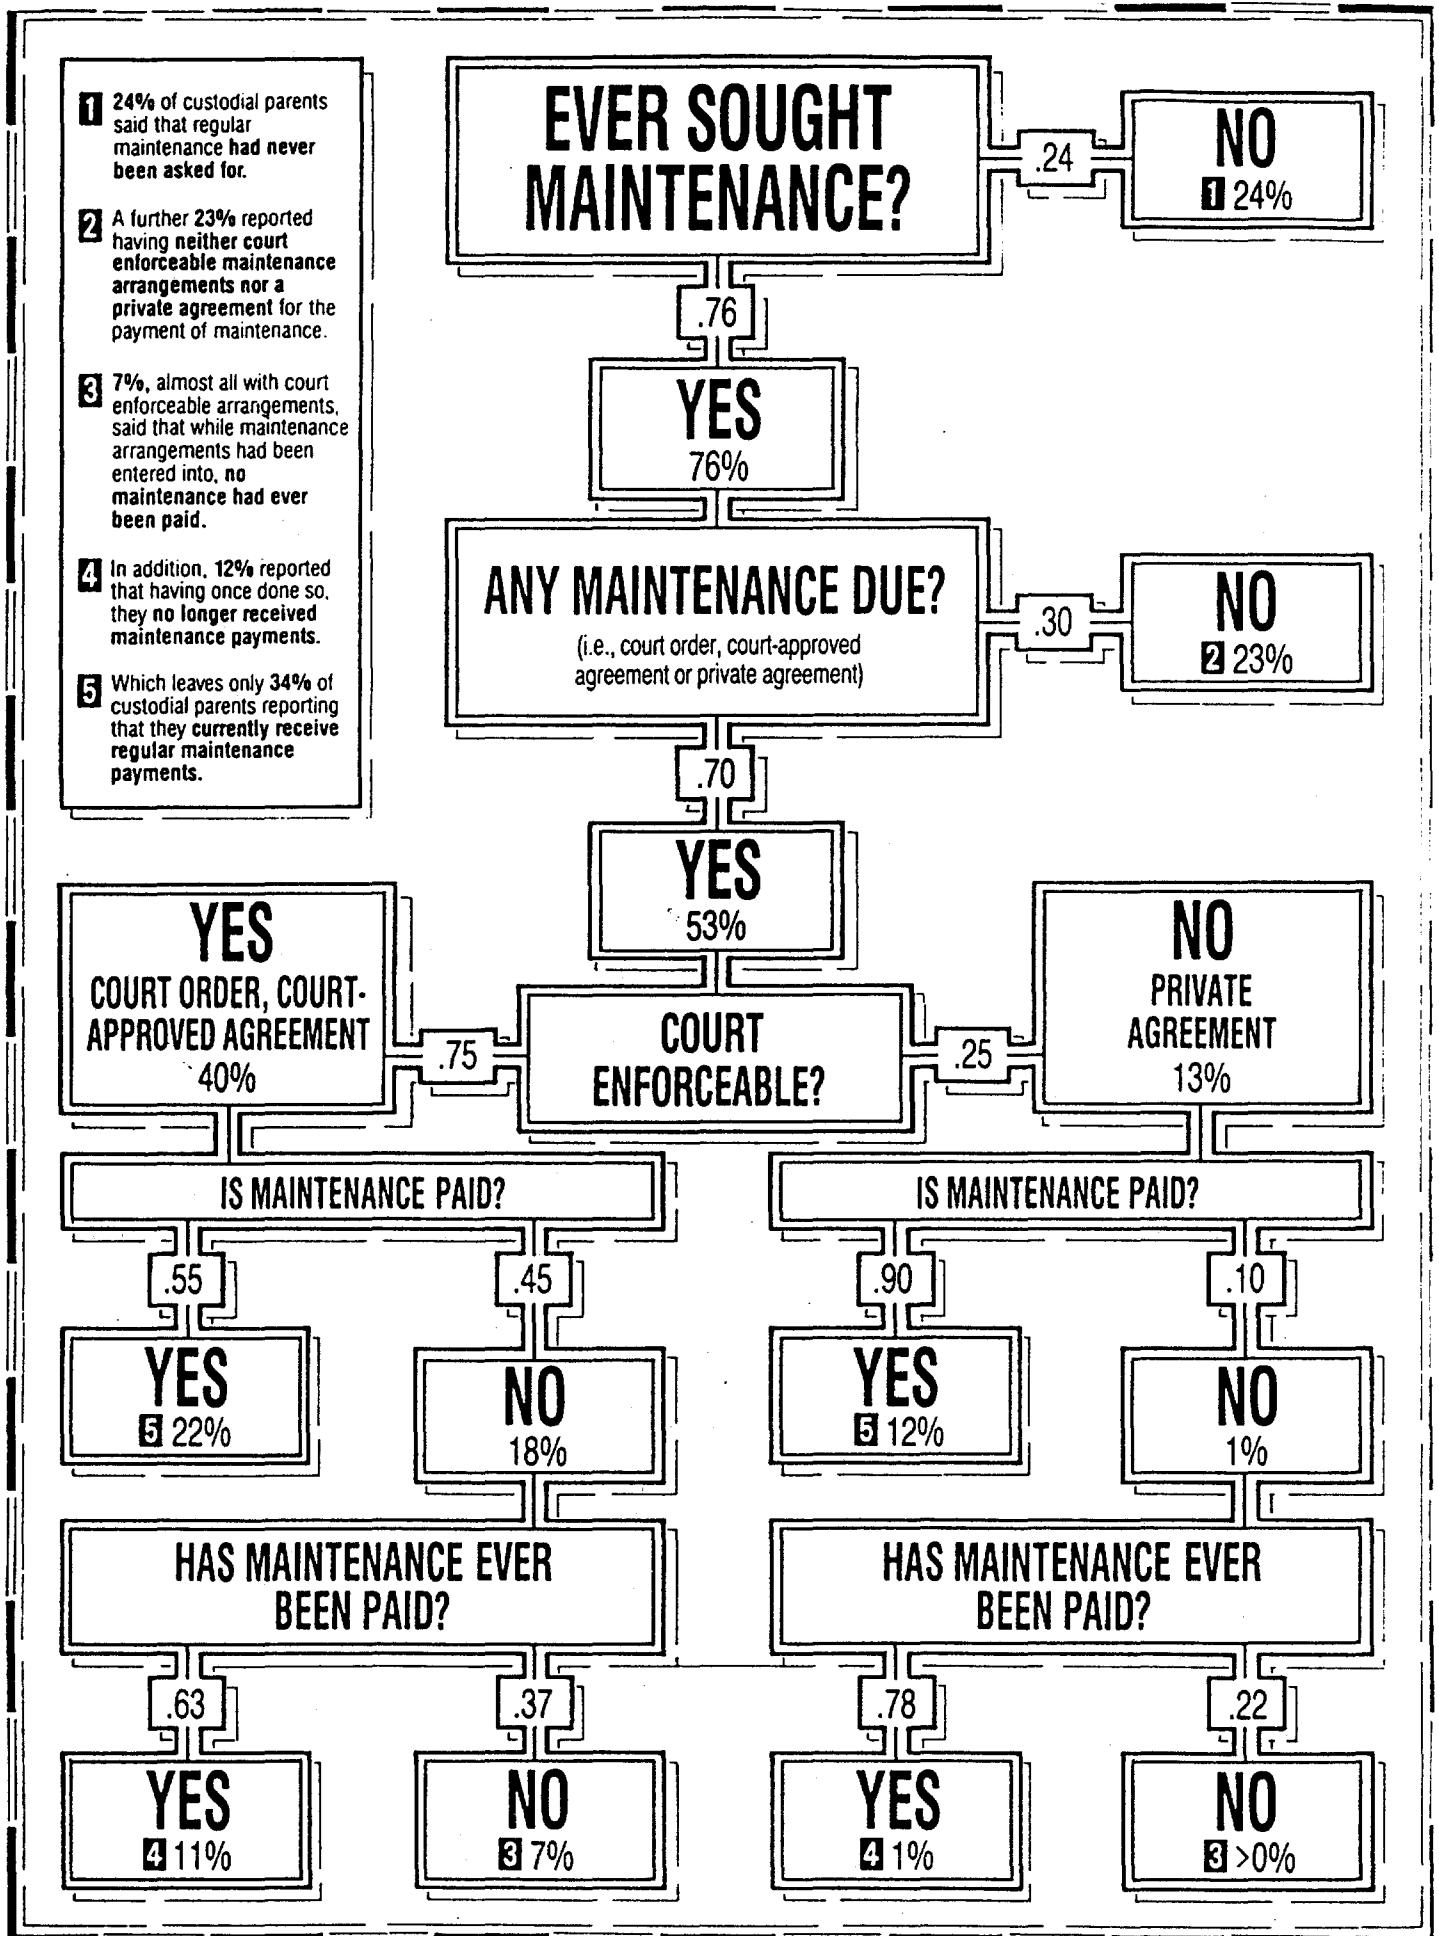 1 24% of custodial parents
said that regular
maintenance had never
been asked for.
2 A further 23% reported
having neither court
enforceable maintenance
arrangements nor a
private agreement for the
payment of maintenance.
3 7%, almost all with court
enforceable arrangements,
said that while maintenance
arrangements had been
entered into, no
maintenance had ever
been paid.
4 In addition, 12% reported
that having once done so,
they no longer received
maintenance payments.
5 Which leaves only 34% of
custodial parents reporting
that they currently receive
regular maintenance
payments.
EVER SOUGHT
MAINTENANCE?
.24
NO
1 24%
.76
YES
76%
ANY MAINTENANCE DUE?
(i.e., court order, court-approved
agreement or private agreement)
.30
NO
2 23%
.70
YES
53%
COURT
ENFORCEABLE?
.75
YES
COURT ORDER, COURT-
APPROVED AGREEMENT
40%
.25
NO
PRIVATE
AGREEMENT
13%
IS MAINTENANCE PAID?
.55
YES
5 22%
.45
NO
18%
HAS MAINTENANCE EVER
BEEN PAID?
.63
YES
4 11%
.37
NO
3 7%
IS MAINTENANCE PAID?
.90
YES
5 12%
.10
NO
1%
HAS MAINTENANCE EVER
BEEN PAID?
.78
YES
4 1%
.22
NO
3 >0%